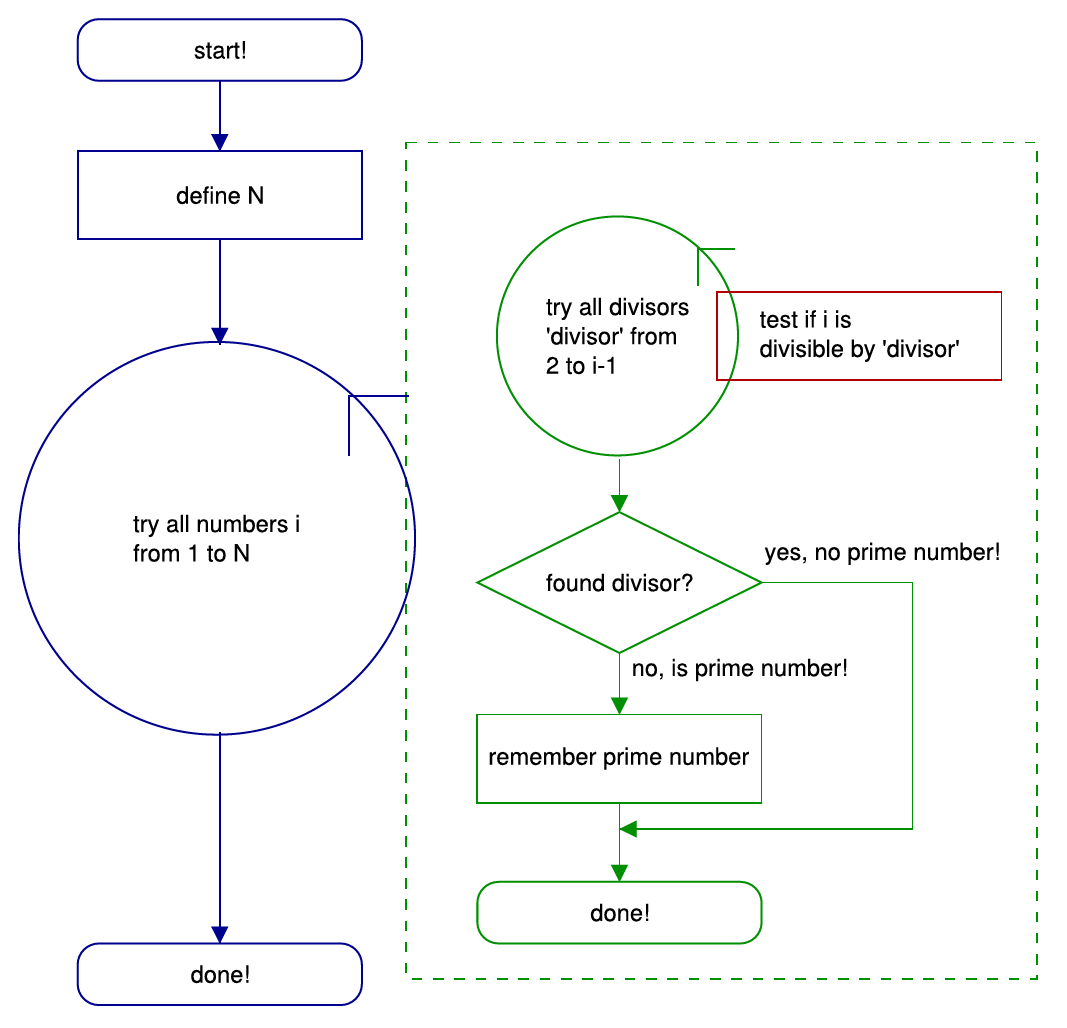 start!
define N
try all numbers i
from 1 to N
done!
try all divisors
'divisor' from
2 to i-1
test if i is
divisible by 'divisor'
found divisor?
yes, no prime number!
no, is prime number!
remember prime number
done!